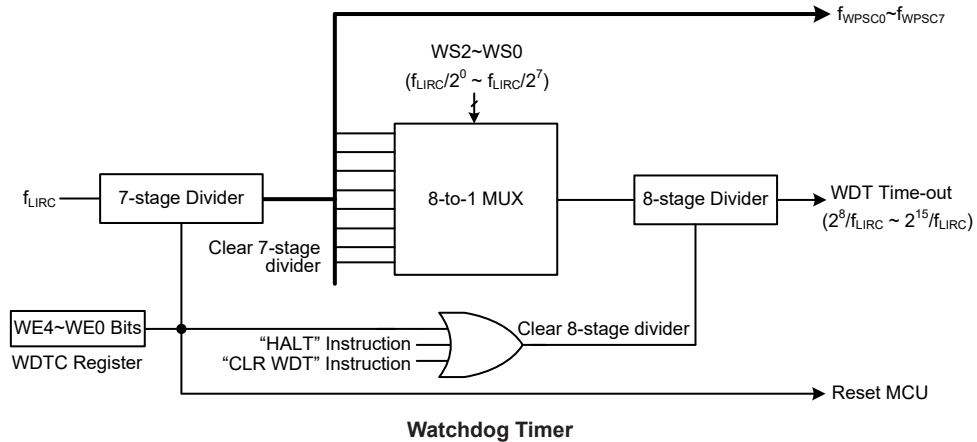 fWPSC0~fWPSC7
WS2~WS0
(fLIRC/2^0 ~ fLIRC/2^7)
fLIRC
7-stage Divider
8-to-1 MUX
8-stage Divider
WDT Time-out
(2^8/fLIRC ~ 2^15/fLIRC)
Clear 7-stage
divider
WE4~WE0 Bits
WDTC Register
“HALT” Instruction
“CLR WDT” Instruction
Clear 8-stage divider
Reset MCU
Watchdog Timer